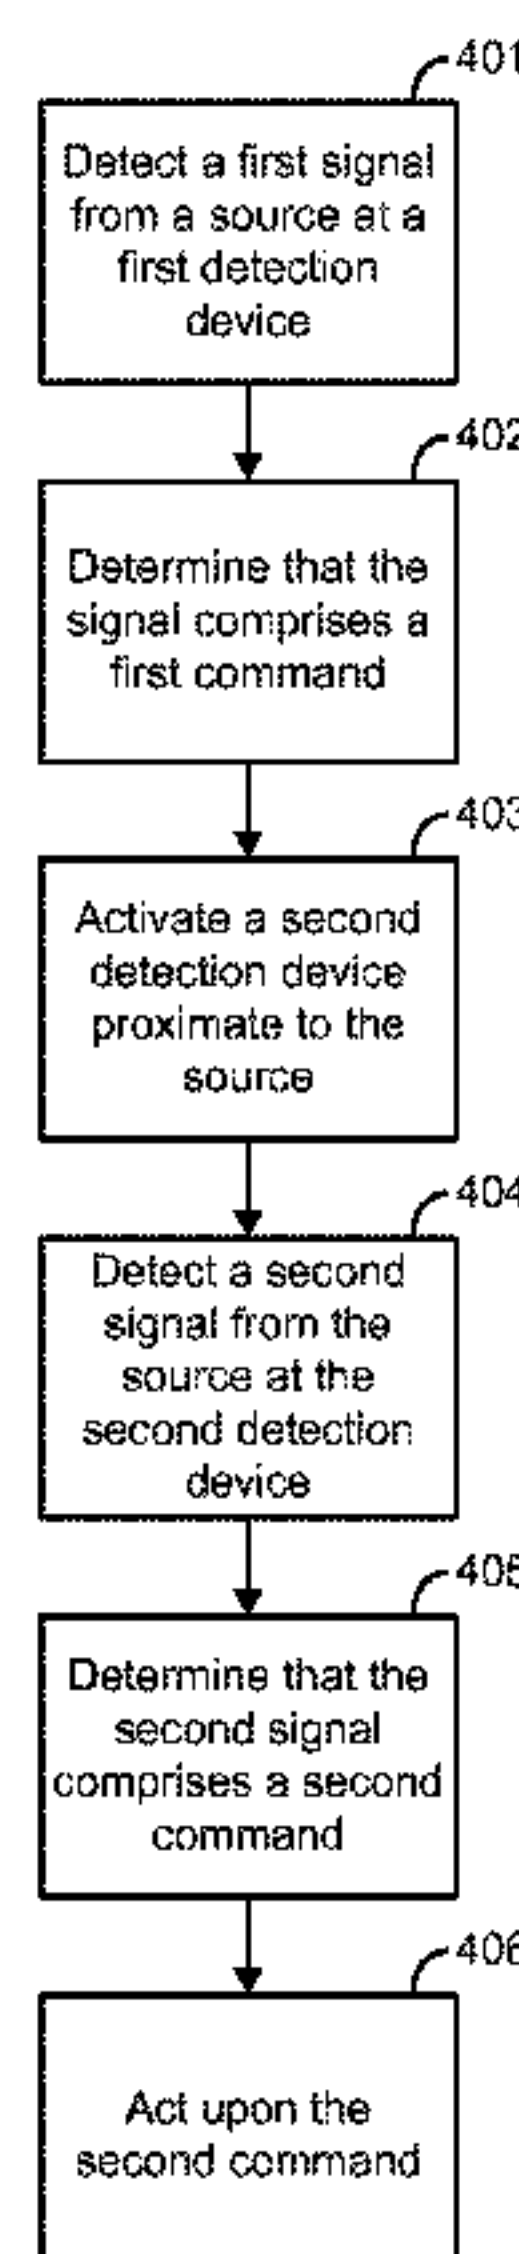 401
Detect a first signal
from a source at a
first detection
device
402
Determine that the
signal comprises a
first command
403
Activate a second
detection device
proximate to the
source
404
Detect a second
signal from the
source at the
second detection
device
405
Determine that the
second signal
comprises a second
command
406
Act upon the
second command